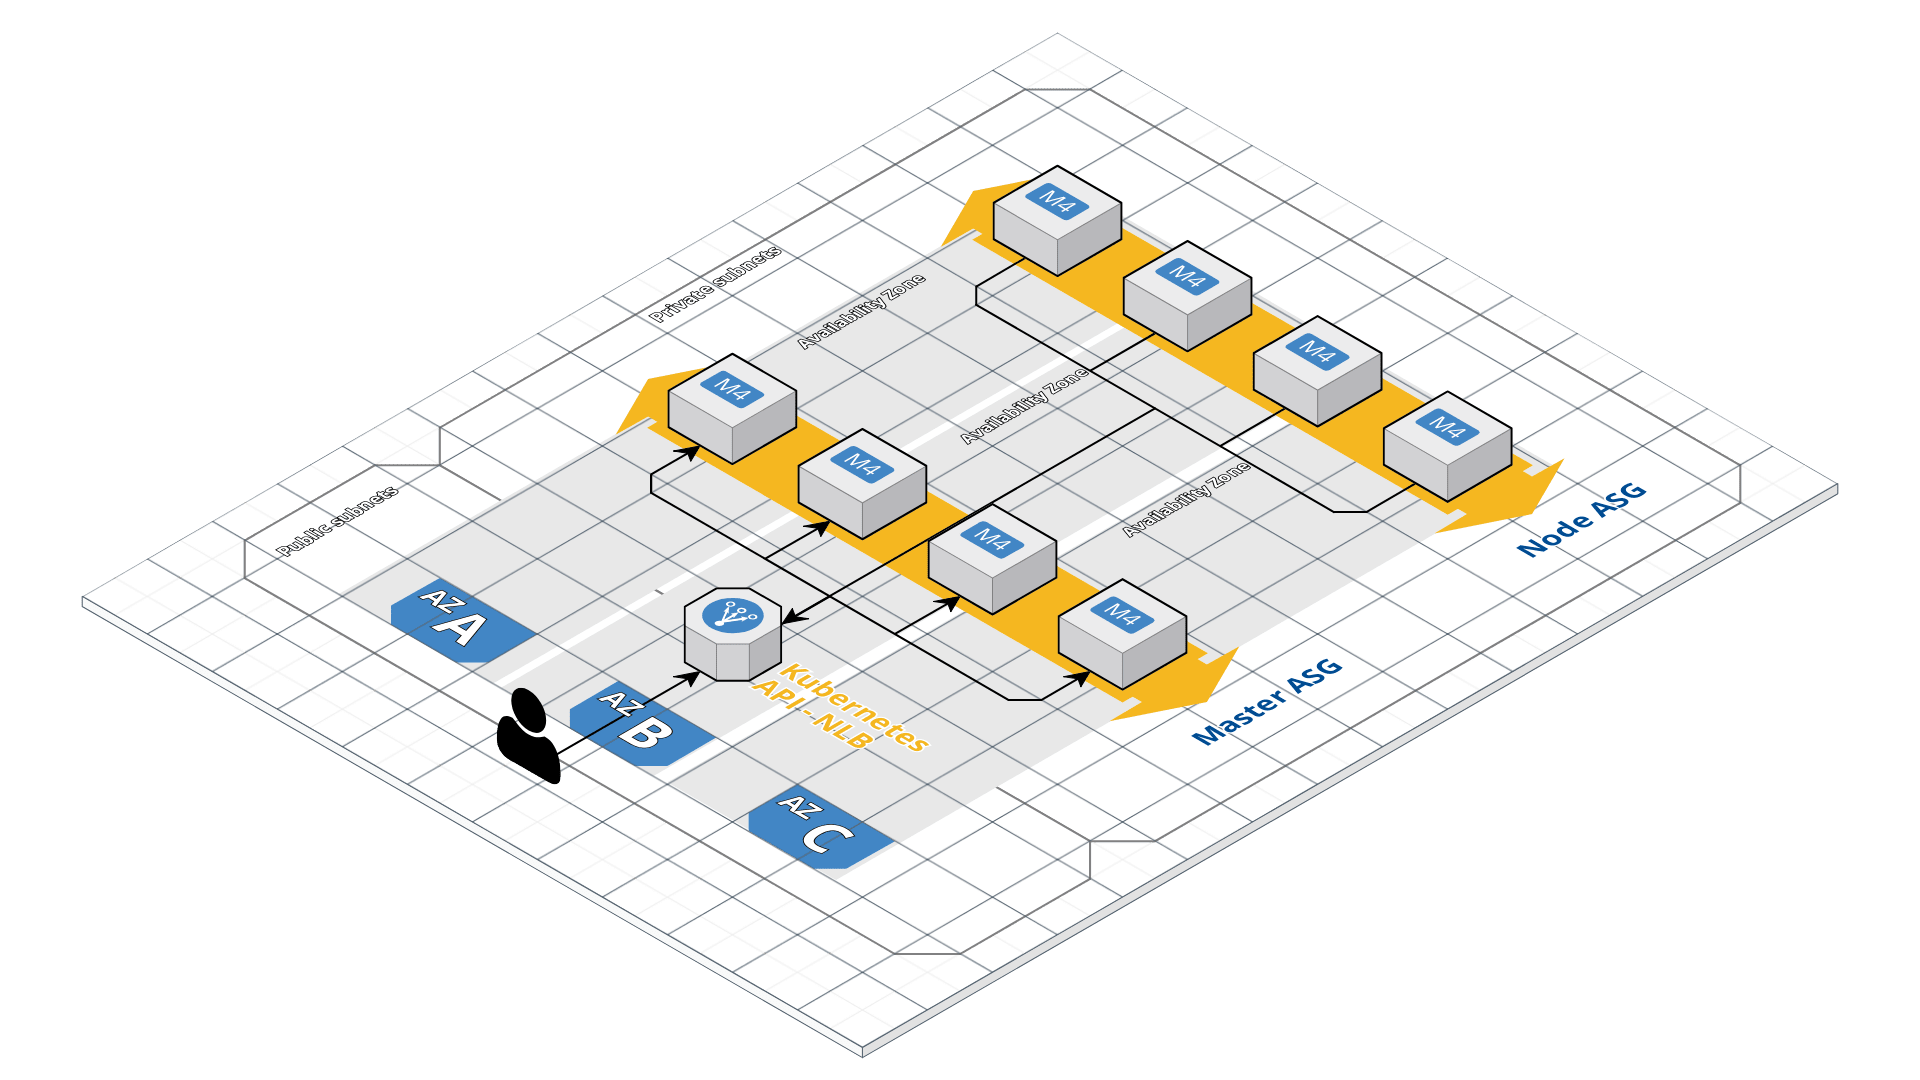 M4
M4
M4
M4
Private subnets
Availability Zone
M4
Availability Zone
M4
Availability Zone
M4
M4
Node ASG
Public subnets
AZ A
Kubernetes
API - NLB
Master ASG
AZ B
AZ C